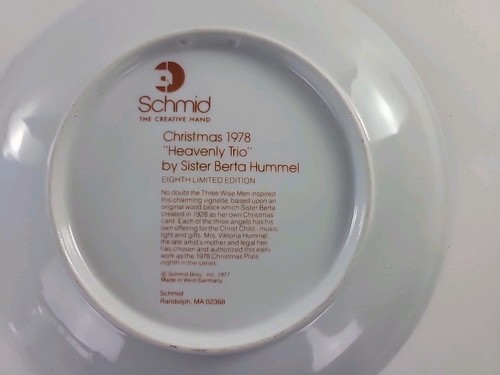 Schmid
THE CREATIVE HAND
Christmas 1978
"Heavenly Trio"
by Sister Berta Hummel
EIGHTH LIMITED EDITION
No doubt the Three Wise Men inspired
this charming vignette, based upon an
original wood block which Sister Berta
created in 1928 as her own Christmas
card. Each of the three angels has his
own offering for the Christ Child - music,
light and gifts. Mrs. Viktoria Hummel,
the late artist's mother and legal heir,
has chosen and authorized this early
work as the 1978 Christmas Plate
eighth in the series.
© Schmid Bros., Inc. 1977
Made in West Germany
Schmid
Randolph, MA 02368